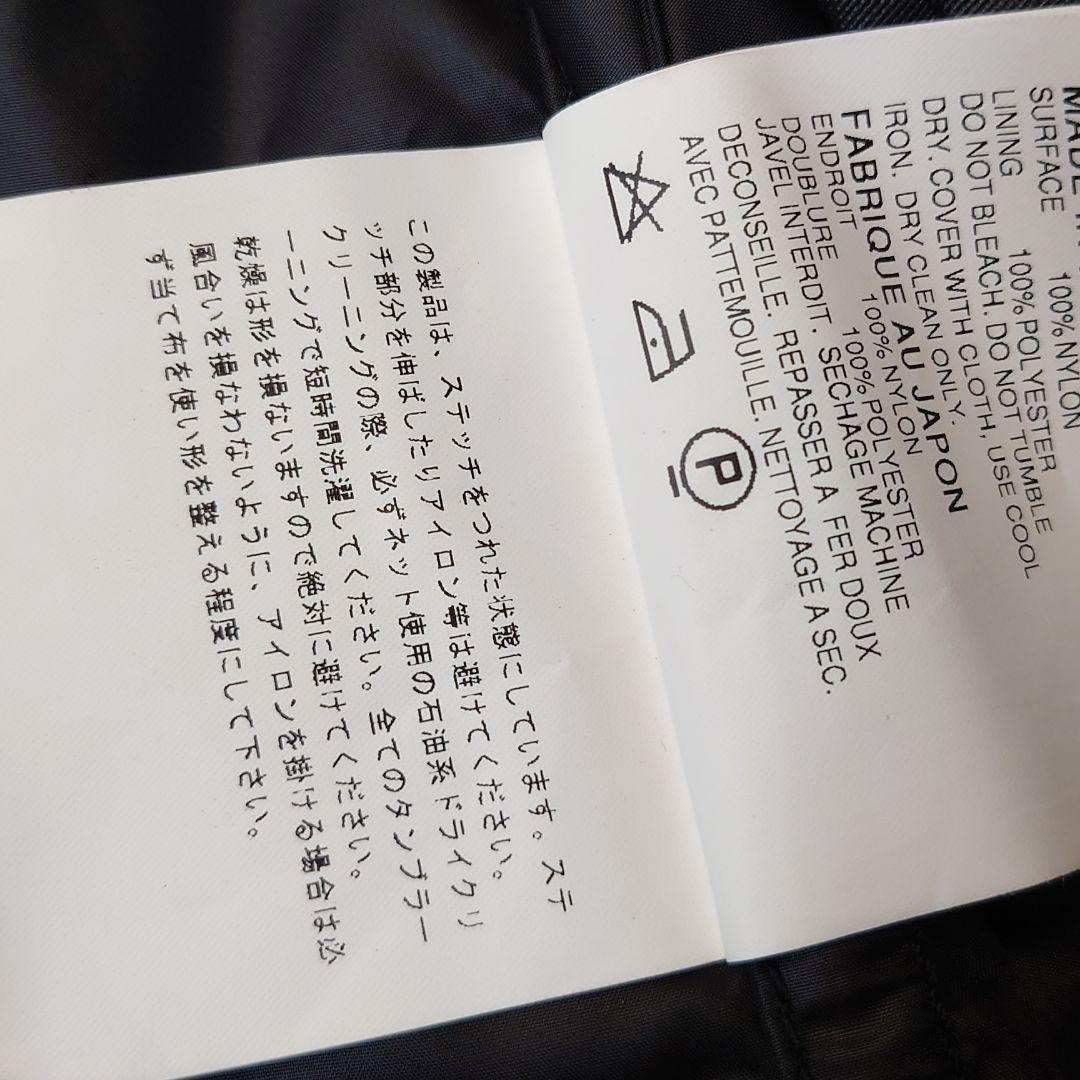 MADE
SURFACE 100% NYLON
LINING 100% POLYESTER
DO NOT BLEACH. DO NOT TUMBLE
DRY. COVER WITH CLOTH, USE COOL
IRON. DRY CLEAN ONLY.
FABRIQUE AU JAPON
ENDROIT 100% NYLON
DOUBLURE 100% POLYESTER
JAVEL INTERDIT. SECHAGE MACHINE
DECONSEILLE. REPASSER A FER DOUX
AVEC PATTEMOUILLE. NETTOYAGE A SEC.
P
この製品は、ステッチをつれた状態にしています。ステ
ッチ部分を伸ばしたりアイロン等は避けてください。
クリーニングの際、必ずネット使用の石油系ドライクリ
ーニングで短時間洗濯してください。全てのタンブラー
乾燥は形を損ないますので絶対に避けてください。
風合いを損なわないように、アイロンを掛ける場合は必
ず当て布を使い形を整える程度にして下さい。